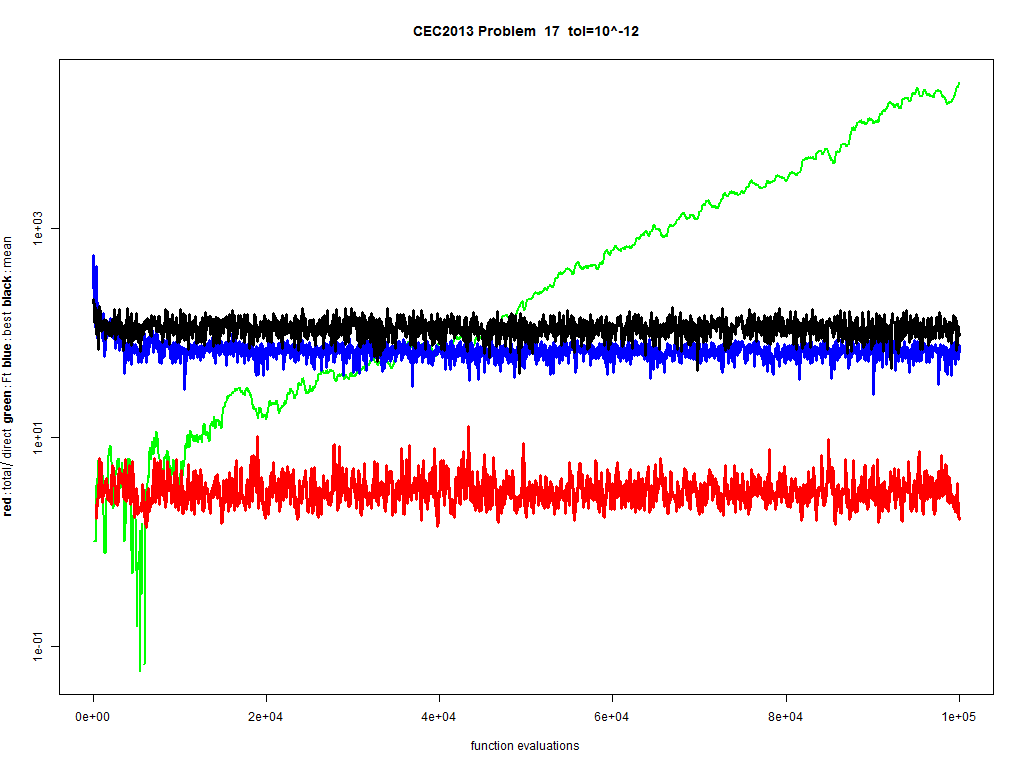 CEC2013 Problem  17  tol=10^-12
red : total/ direct green : Ft blue : best black : mean
1e+03
1e+01
1e-01
0e+00
2e+04
4e+04
6e+04
8e+04
1e+05
function evaluations